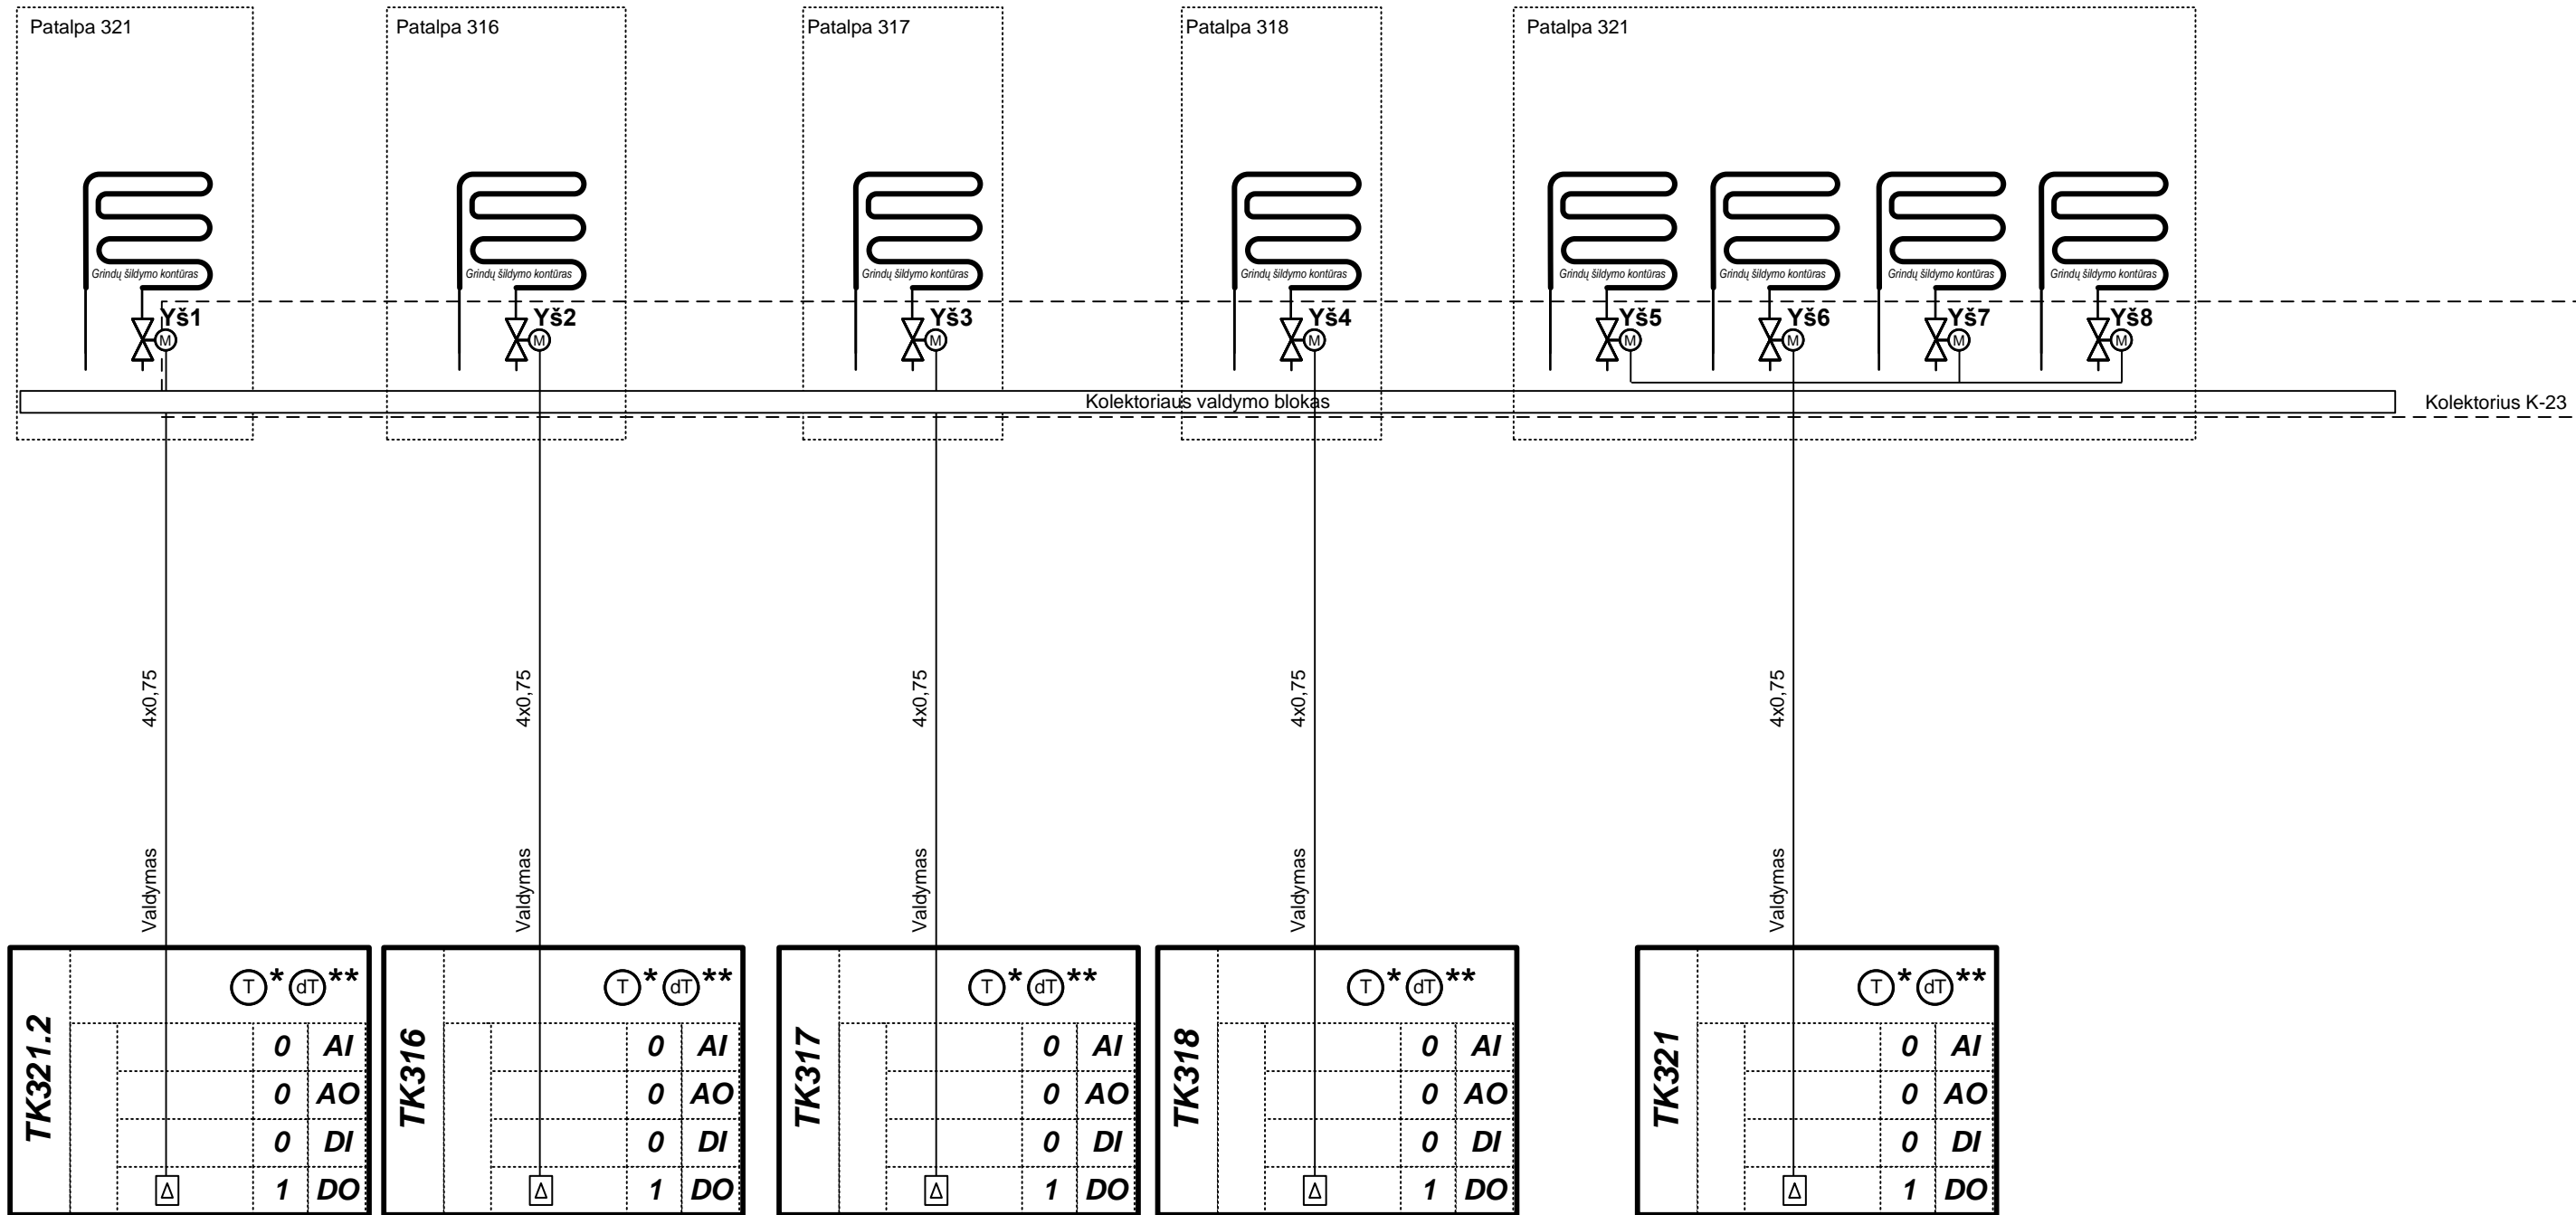 Patalpa 321
Patalpa 316
Patalpa 317
Patalpa 318
Patalpa 321
Grindų šildymo kontūras
Grindų šildymo kontūras
Grindų šildymo kontūras
Grindų šildymo kontūras
Grindų šildymo kontūras
Grindų šildymo kontūras
Grindų šildymo kontūras
Grindų šildymo kontūras
Yš1
Yš2
Yš3
Yš4
Yš5
Yš6
Yš7
Yš8
M
M
M
M
M
M
M
M
Kolektoriaus valdymo blokas
Kolektorius K-23
4x0,75
4x0,75
4x0,75
4x0,75
4x0,75
Valdymas
Valdymas
Valdymas
Valdymas
Valdymas
TK321.2
T * dT **
0 AI
0 AO
0 DI
Δ 1 DO
TK316
T * dT **
0 AI
0 AO
0 DI
Δ 1 DO
TK317
T * dT **
0 AI
0 AO
0 DI
Δ 1 DO
TK318
T * dT **
0 AI
0 AO
0 DI
Δ 1 DO
TK321
T * dT **
0 AI
0 AO
0 DI
Δ 1 DO